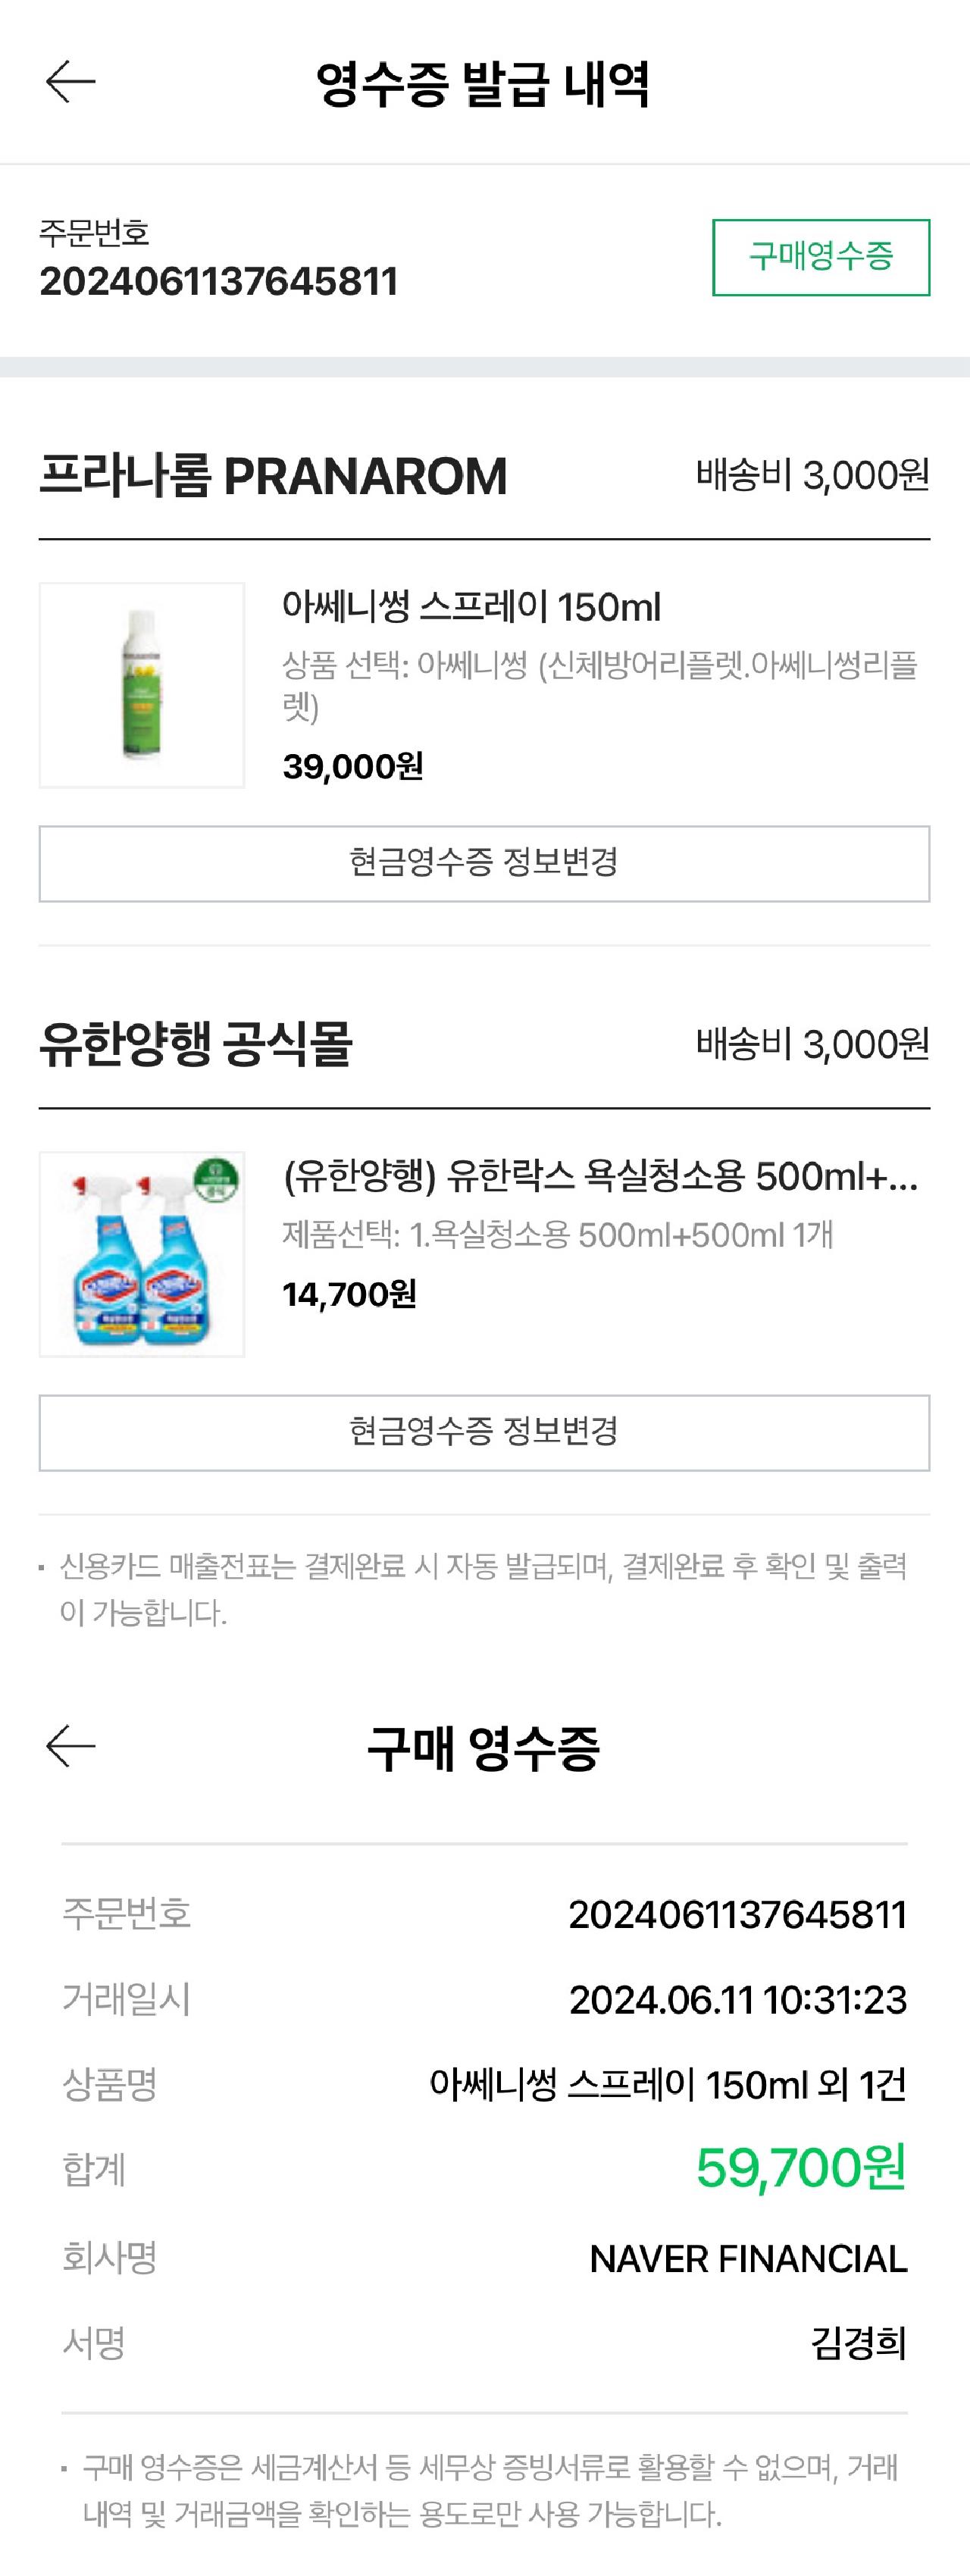 영수증 발급 내역
주문번호
2024061137645811
구매영수증
프라나롬 PRANAROM
배송비 3,000원
아쎄니썽 스프레이 150ml
상품 선택: 아쎄니썽 (신체방어리플렛.아쎄니썽리플
렛)
39,000원
현금영수증 정보변경
유한양행 공식몰
배송비 3,000원
(유한양행) 유한락스 욕실청소용 500ml+...
제품선택: 1.욕실청소용 500ml+500ml 1개
14,700원
현금영수증 정보변경
▪ 신용카드 매출전표는 결제완료 시 자동 발급되며, 결제완료 후 확인 및 출력
이 가능합니다.
구매 영수증
주문번호 2024061137645811
거래일시 2024.06.11 10:31:23
상품명 아쎄니썽 스프레이 150ml 외 1건
합계 59,700원
회사명 NAVER FINANCIAL
서명 김경희
▪ 구매 영수증은 세금계산서 등 세무상 증빙서류로 활용할 수 없으며, 거래
내역 및 거래금액을 확인하는 용도로만 사용 가능합니다.